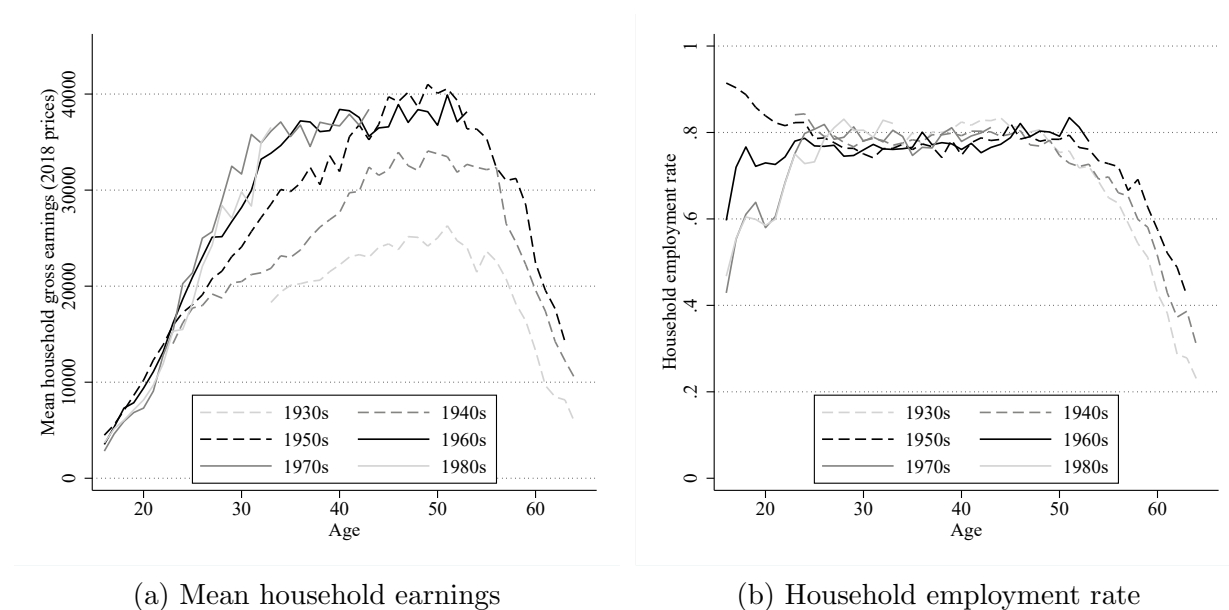 Mean household gross earnings (2018 prices)
40000
30000
20000
10000
0
20 30 40 50 60
Age
1930s 1940s
1950s 1960s
1970s 1980s
(a) Mean household earnings
Household employment rate
1
.8
.6
.4
.2
0
20 30 40 50 60
Age
1930s 1940s
1950s 1960s
1970s 1980s
(b) Household employment rate